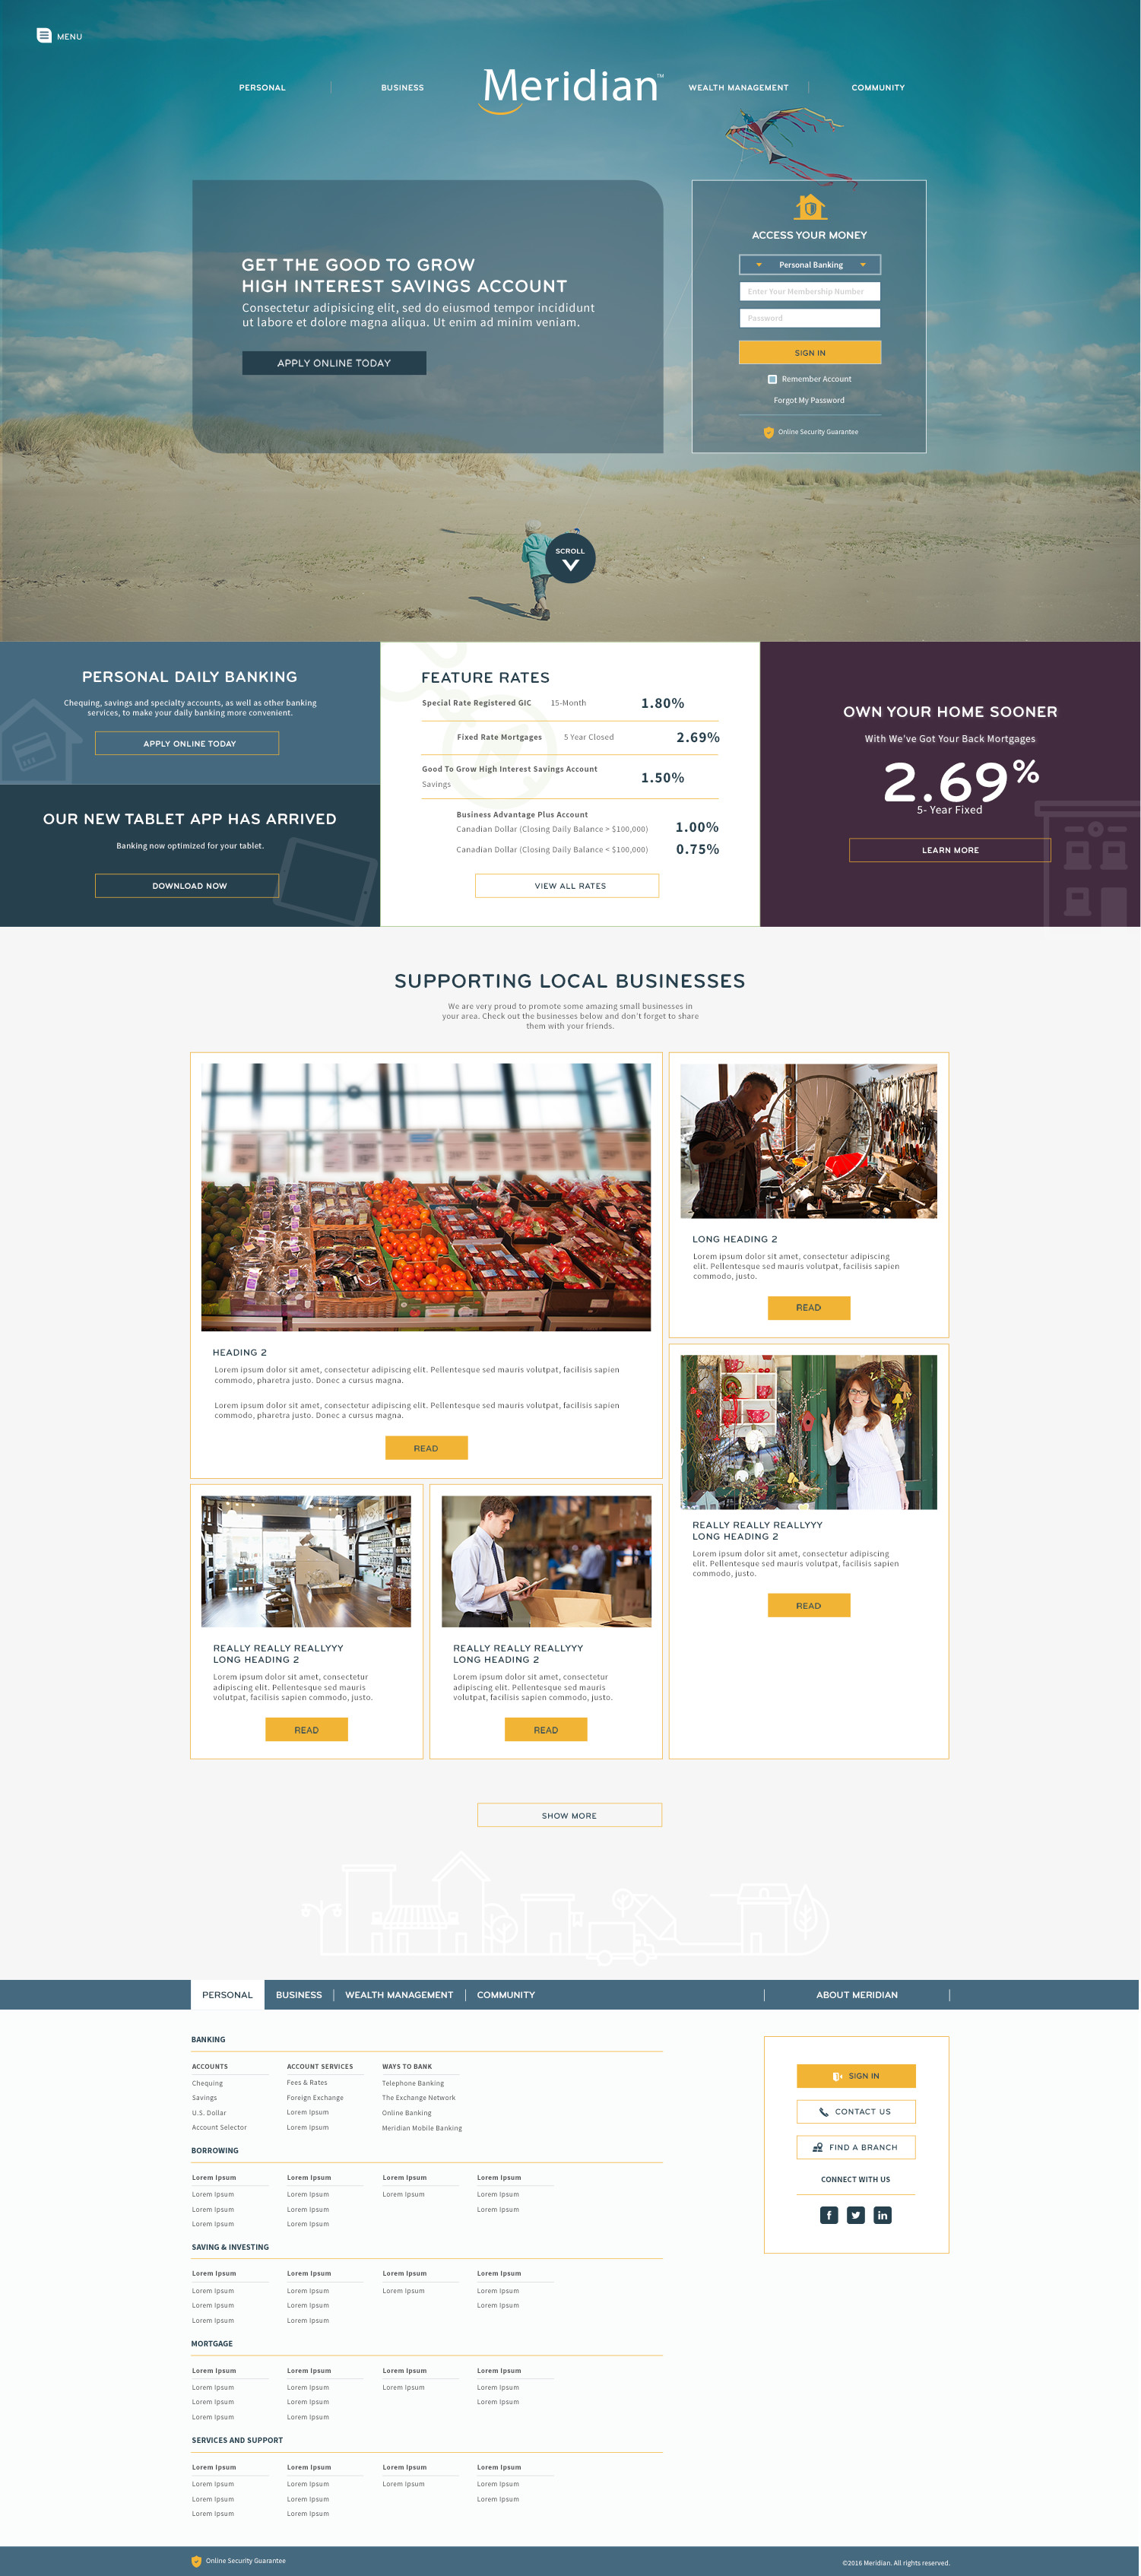 MENU
PERSONAL
BUSINESS
Meridian™
WEALTH MANAGEMENT
COMMUNITY
GET THE GOOD TO GROW
HIGH INTEREST SAVINGS ACCOUNT
Consectetur adipisicing elit, sed do eiusmod tempor incididunt
ut labore et dolore magna aliqua. Ut enim ad minim veniam.
APPLY ONLINE TODAY
ACCESS YOUR MONEY
Personal Banking
Enter Your Membership Number
Password
SIGN IN
Remember Account
Forgot My Password
Online Security Guarantee
SCROLL
PERSONAL DAILY BANKING
Chequing, savings and specialty accounts, as well as other banking
services, to make your daily banking more convenient.
APPLY ONLINE TODAY
OUR NEW TABLET APP HAS ARRIVED
Banking now optimized for your tablet.
DOWNLOAD NOW
FEATURE RATES
Special Rate Registered GIC 15-Month 1.80%
Fixed Rate Mortgages 5 Year Closed 2.69%
Good To Grow High Interest Savings Account
Savings
1.50%
Business Advantage Plus Account
Canadian Dollar (Closing Daily Balance > $100,000) 1.00%
Canadian Dollar (Closing Daily Balance < $100,000) 0.75%
VIEW ALL RATES
OWN YOUR HOME SOONER
With We've Got Your Back Mortgages
2.69%
5- Year Fixed
LEARN MORE
SUPPORTING LOCAL BUSINESSES
We are very proud to promote some amazing small businesses in
your area. Check out the businesses below and don't forget to share
them with your friends.
HEADING 2
Lorem ipsum dolor sit amet, consectetur adipiscing elit. Pellentesque sed mauris volutpat, facilisis sapien
commodo, pharetra justo. Donec a cursus magna.
Lorem ipsum dolor sit amet, consectetur adipiscing elit. Pellentesque sed mauris volutpat, facilisis sapien
commodo, pharetra justo. Donec a cursus magna.
READ
LONG HEADING 2
Lorem ipsum dolor sit amet, consectetur adipiscing
elit. Pellentesque sed mauris volutpat, facilisis sapien
commodo, justo.
READ
REALLY REALLY REALLYYY
LONG HEADING 2
Lorem ipsum dolor sit amet, consectetur adipiscing
elit. Pellentesque sed mauris volutpat, facilisis sapien
commodo, justo.
READ
REALLY REALLY REALLYYY
LONG HEADING 2
Lorem ipsum dolor sit amet, consectetur
adipiscing elit. Pellentesque sed mauris
volutpat, facilisis sapien commodo, justo.
READ
REALLY REALLY REALLYYY
LONG HEADING 2
Lorem ipsum dolor sit amet, consectetur
adipiscing elit. Pellentesque sed mauris
volutpat, facilisis sapien commodo, justo.
READ
SHOW MORE
PERSONAL
BUSINESS
WEALTH MANAGEMENT
COMMUNITY
ABOUT MERIDIAN
BANKING
ACCOUNTS
Chequing
Savings
U.S. Dollar
Account Selector
ACCOUNT SERVICES
Fees & Rates
Foreign Exchange
Lorem Ipsum
Lorem Ipsum
WAYS TO BANK
Telephone Banking
The Exchange Network
Online Banking
Meridian Mobile Banking
BORROWING
Lorem Ipsum
Lorem Ipsum
Lorem Ipsum
Lorem Ipsum
Lorem Ipsum
Lorem Ipsum
Lorem Ipsum
Lorem Ipsum
Lorem Ipsum
Lorem Ipsum
Lorem Ipsum
Lorem Ipsum
Lorem Ipsum
SAVING & INVESTING
Lorem Ipsum
Lorem Ipsum
Lorem Ipsum
Lorem Ipsum
Lorem Ipsum
Lorem Ipsum
Lorem Ipsum
Lorem Ipsum
Lorem Ipsum
Lorem Ipsum
Lorem Ipsum
Lorem Ipsum
Lorem Ipsum
MORTGAGE
Lorem Ipsum
Lorem Ipsum
Lorem Ipsum
Lorem Ipsum
Lorem Ipsum
Lorem Ipsum
Lorem Ipsum
Lorem Ipsum
Lorem Ipsum
Lorem Ipsum
Lorem Ipsum
Lorem Ipsum
Lorem Ipsum
SERVICES AND SUPPORT
Lorem Ipsum
Lorem Ipsum
Lorem Ipsum
Lorem Ipsum
Lorem Ipsum
Lorem Ipsum
Lorem Ipsum
Lorem Ipsum
Lorem Ipsum
Lorem Ipsum
Lorem Ipsum
Lorem Ipsum
Lorem Ipsum
SIGN IN
CONTACT US
FIND A BRANCH
CONNECT WITH US
Online Security Guarantee
©2016 Meridian. All rights reserved.